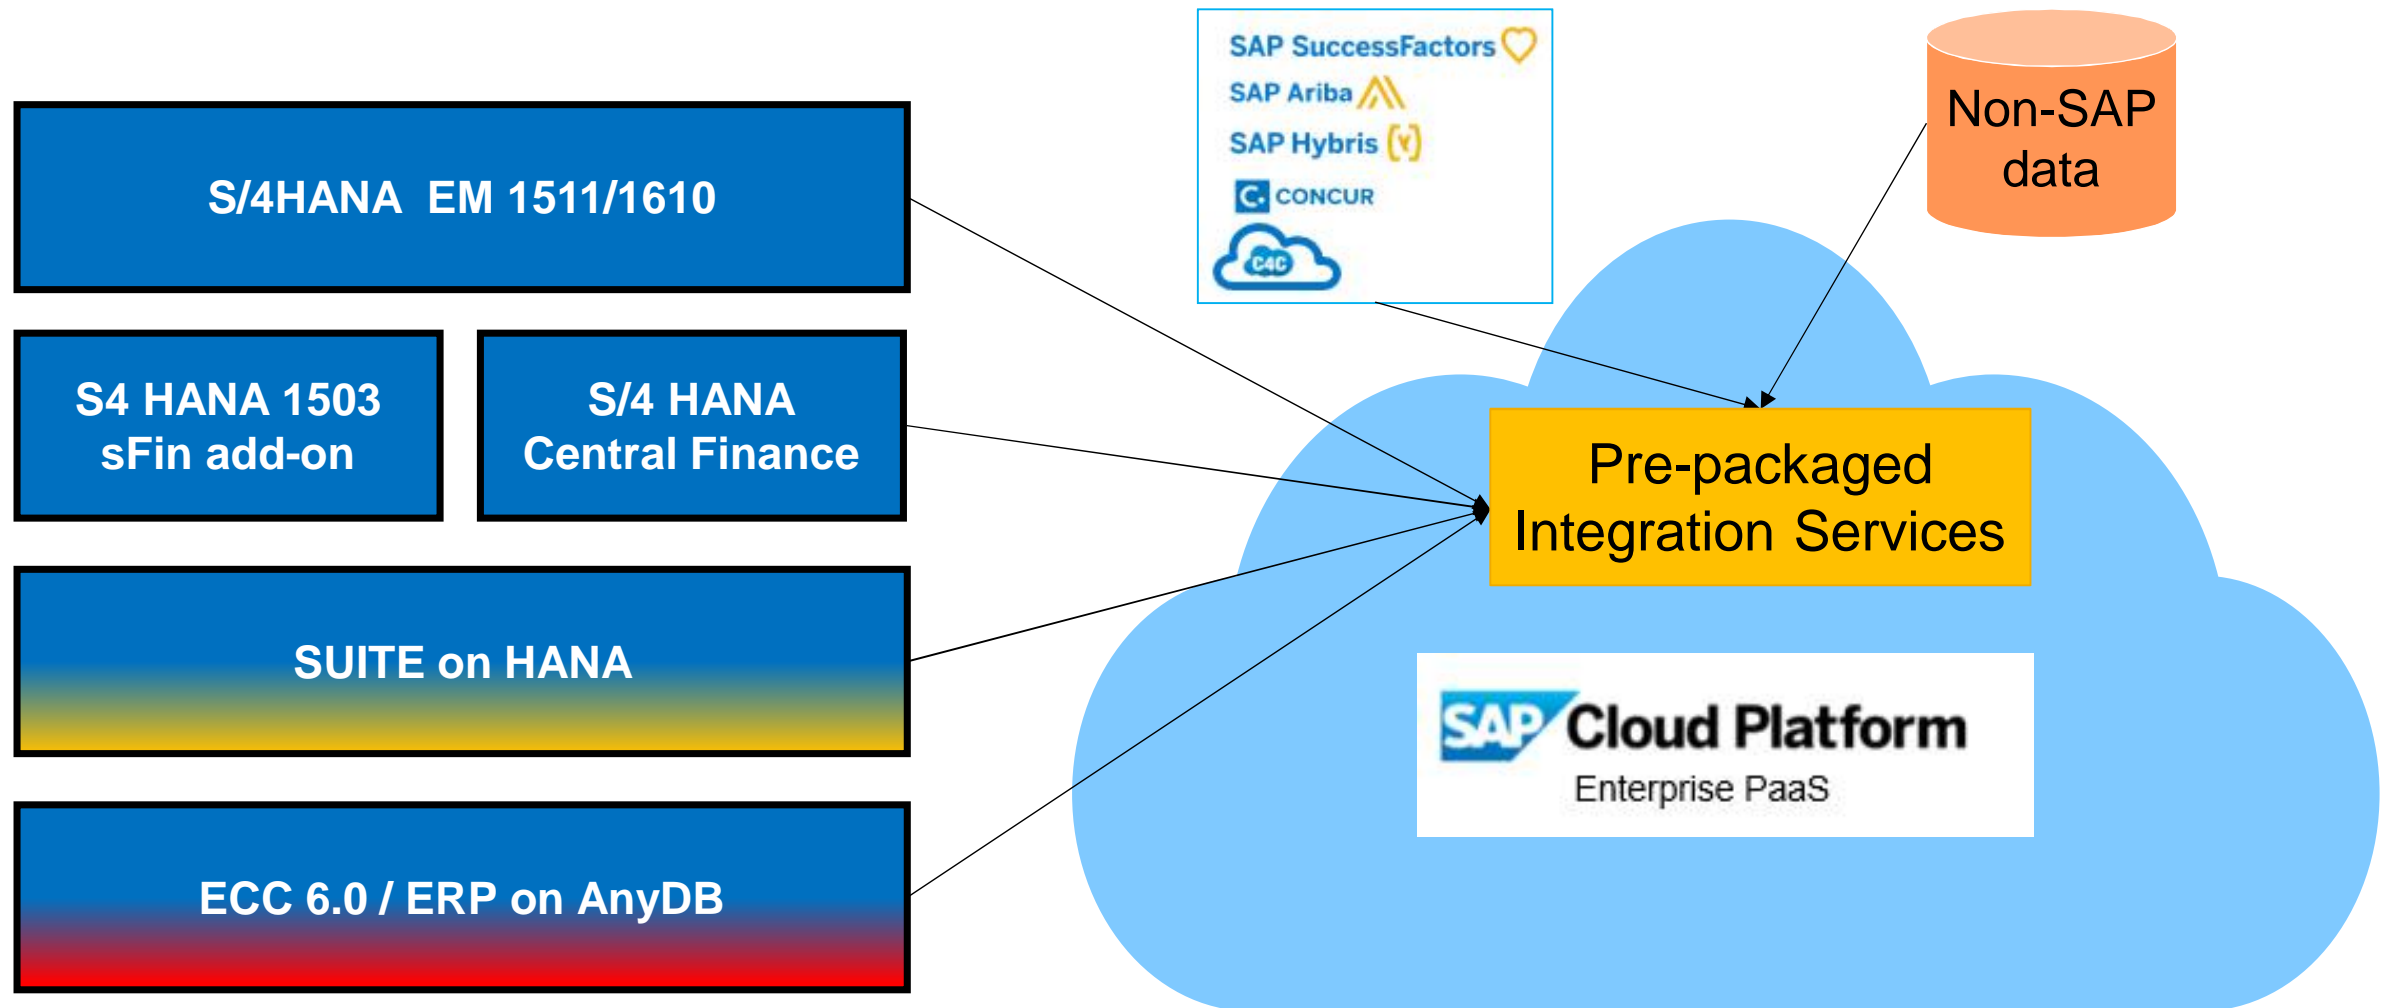 SAP SuccessFactors
SAP Ariba
SAP Hybris
C. CONCUR
C4C
Non-SAP
data
S/4HANA EM 1511/1610
S4 HANA 1503
sFin add-on
S/4 HANA
Central Finance
Pre-packaged
Integration Services
SUITE on HANA
SAP Cloud Platform
Enterprise PaaS
ECC 6.0 / ERP on AnyDB